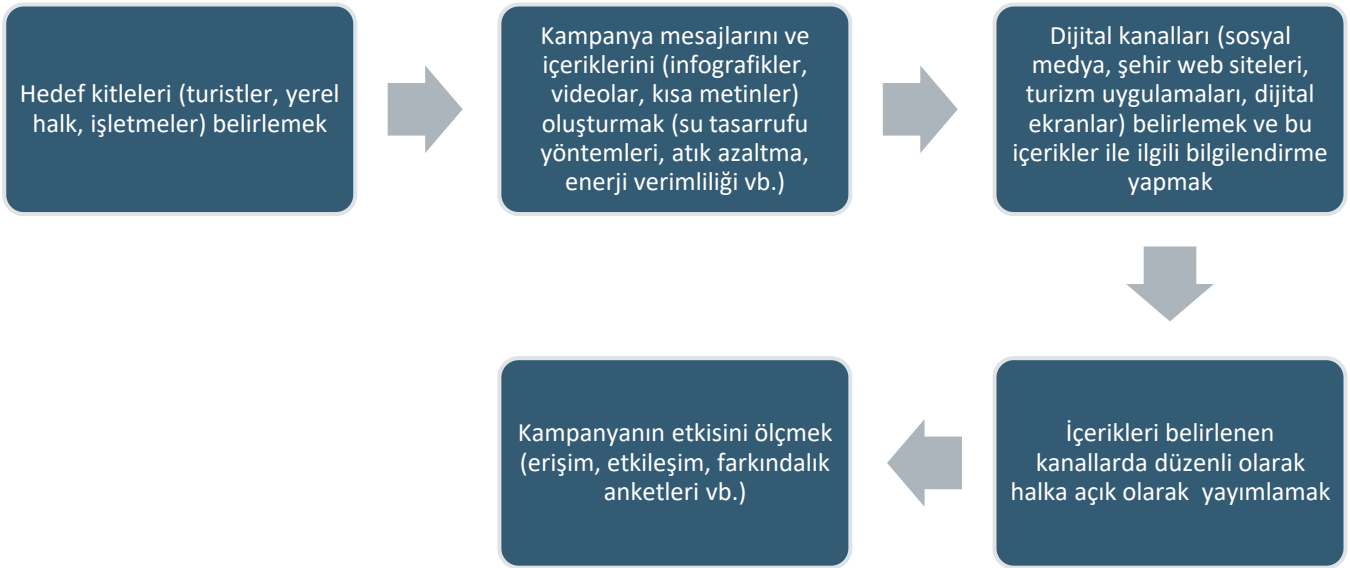 Hedef kitleleri (turistler, yerel
halk, işletmeler) belirlemek
Kampanya mesajlarını ve
içeriklerini (infografikler,
videolar, kısa metinler)
oluşturmak (su tasarrufu
yöntemleri, atık azaltma,
enerji verimliliği vb.)
Dijital kanalları (sosyal
medya, şehir web siteleri,
turizm uygulamaları, dijital
ekranlar) belirlemek ve bu
içerikler ile ilgili bilgilendirme
yapmak
İçerikleri belirlenen
kanallarda düzenli olarak
halka açık olarak  yayımlamak
Kampanyanın etkisini ölçmek
(erişim, etkileşim, farkındalık
anketleri vb.)